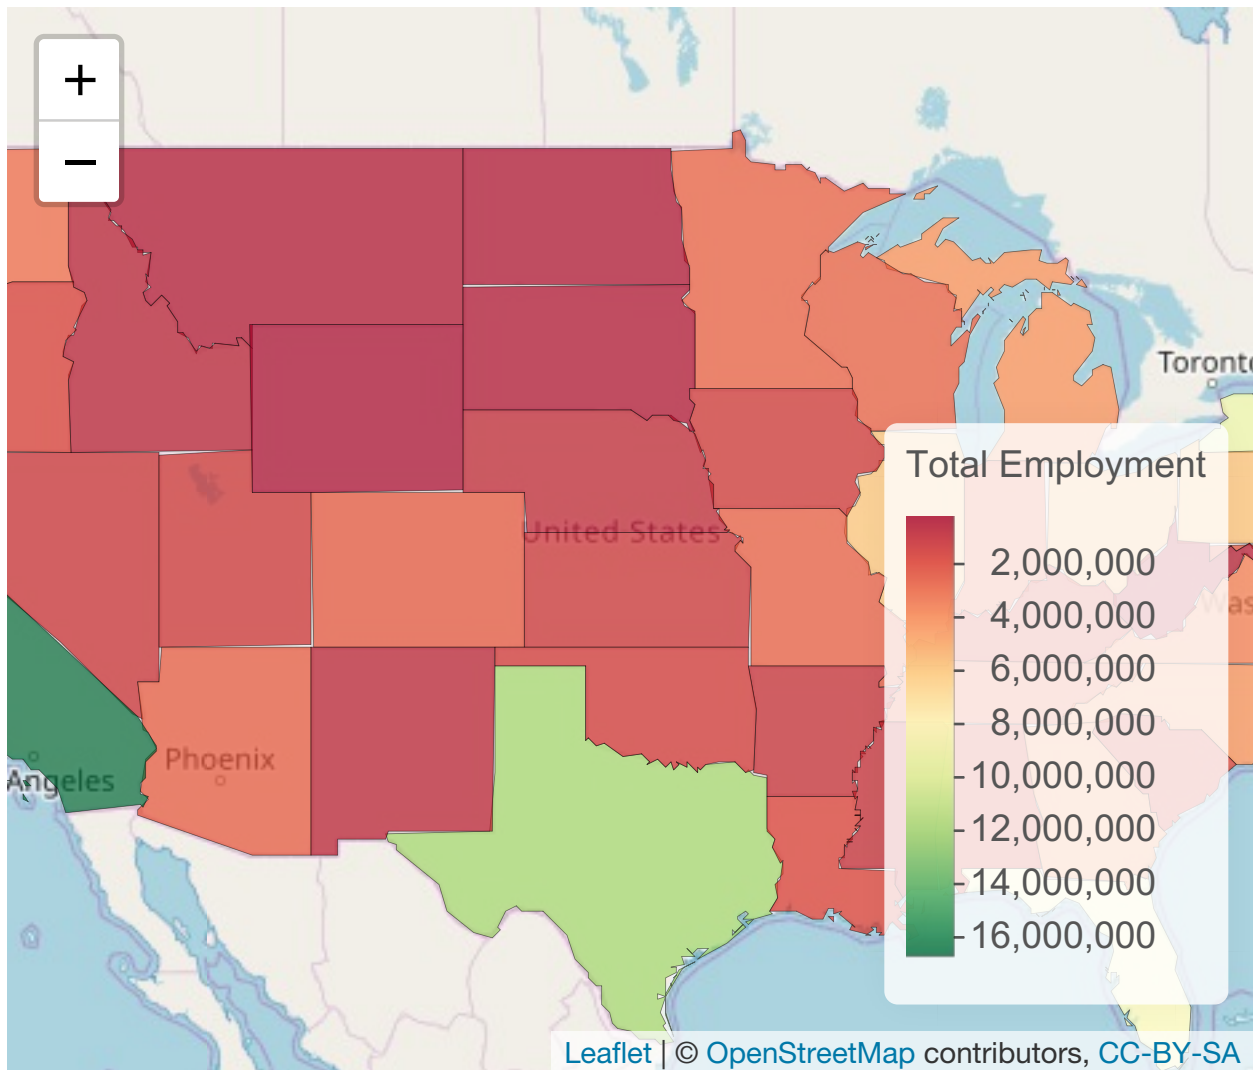 +
−
Toronto
Total Employment
2,000,000
United States
4,000,000
Was
6,000,000
8,000,000
Phoenix
10,000,000
Angeles
12,000,000
14,000,000
16,000,000
Leaflet | © OpenStreetMap contributors, CC-BY-SA